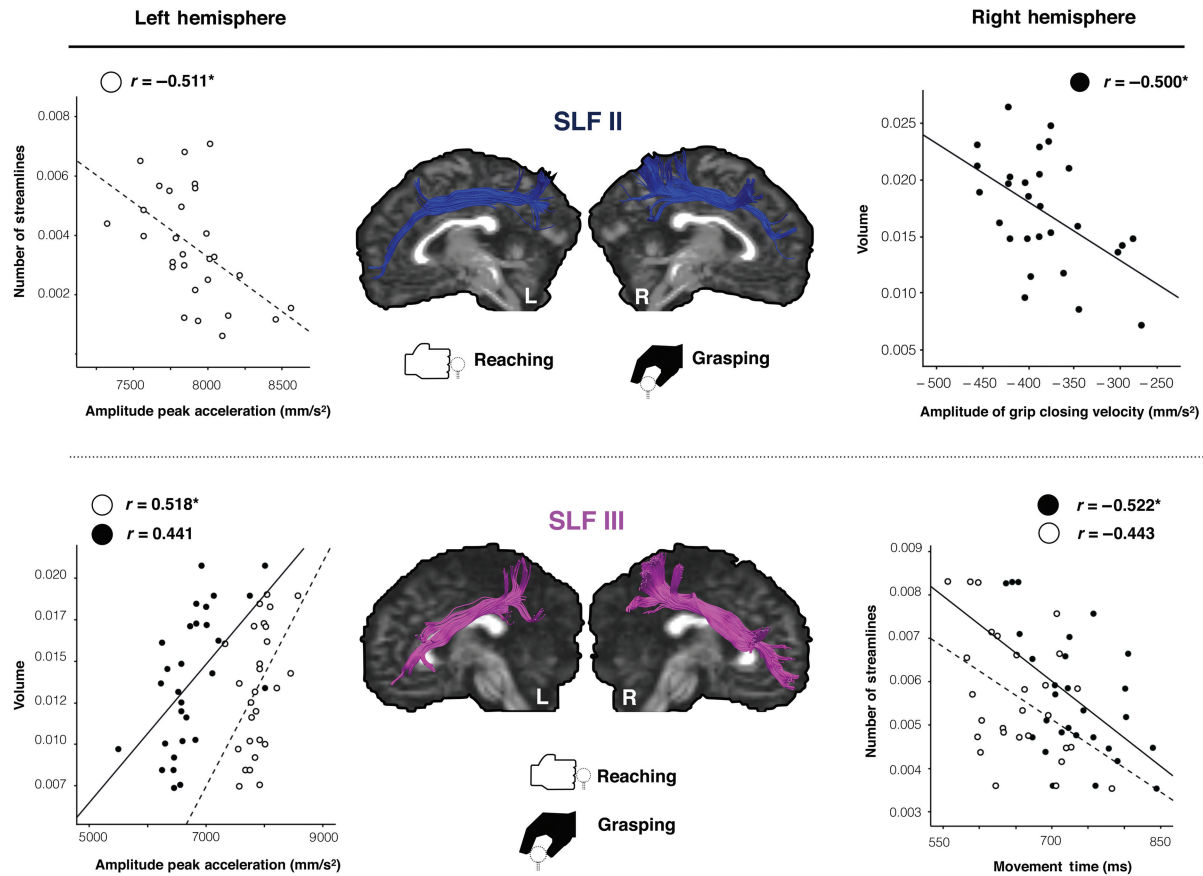 Left hemisphere
Right hemisphere
r = −0.511*
Number of streamlines
0.008
0.006
0.004
0.002
7500 8000 8500
Amplitude peak acceleration (mm/s²)
SLF II
L R
Reaching
Grasping
r = −0.500*
Volume
0.025
0.020
0.015
0.010
0.005
−500 −450 −400 −350 −300 −250
Amplitude of grip closing velocity (mm/s²)
r = 0.518*
r = 0.441
Volume
0.020
0.017
0.015
0.012
0.010
0.007
5000 7000 9000
Amplitude peak acceleration (mm/s²)
SLF III
L R
Reaching
Grasping
r = −0.522*
r = −0.443
Number of streamlines
0.009
0.008
0.007
0.006
0.005
0.004
0.003
550 700 850
Movement time (ms)